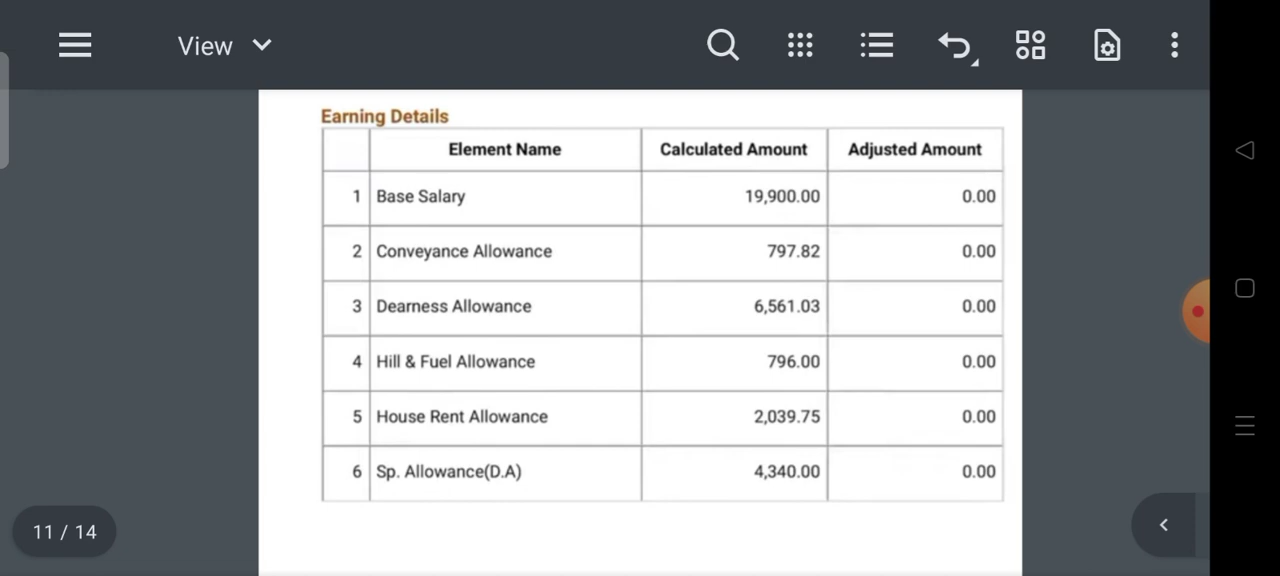 View
Earning Details
Element Name Calculated Amount Adjusted Amount
1 Base Salary 19,900.00 0.00
2 Conveyance Allowance 797.82 0.00
3 Dearness Allowance 6,561.03 0.00
4 Hill & Fuel Allowance 796.00 0.00
5 House Rent Allowance 2,039.75 0.00
6 Sp. Allowance(D.A) 4,340.00 0.00
11 / 14